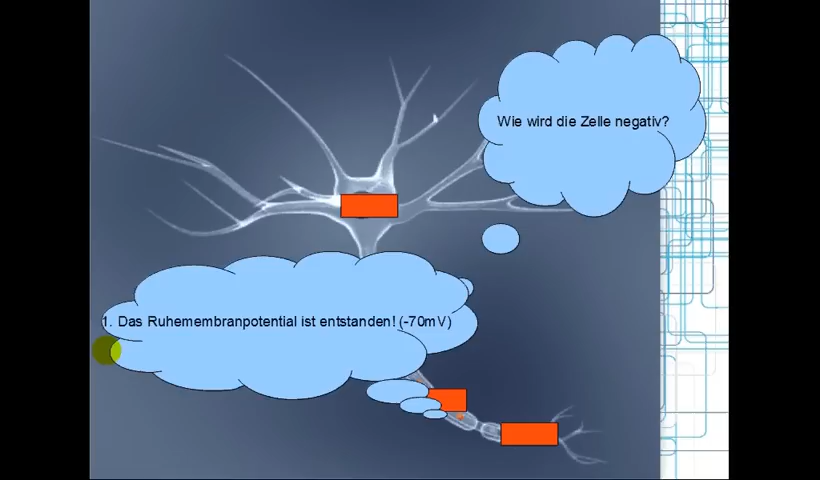 Wie wird die Zelle negativ?
1. Das Ruhemembranpotential ist entstanden! (-70mV)